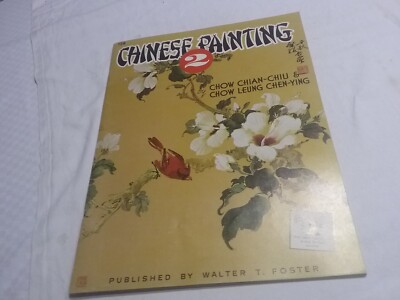 CHINESE PAINTING
2
CHOW CHIAN-CHIU &
CHOW LEUNG CHEN-YING
PUBLISHED BY WALTER T. FOSTER